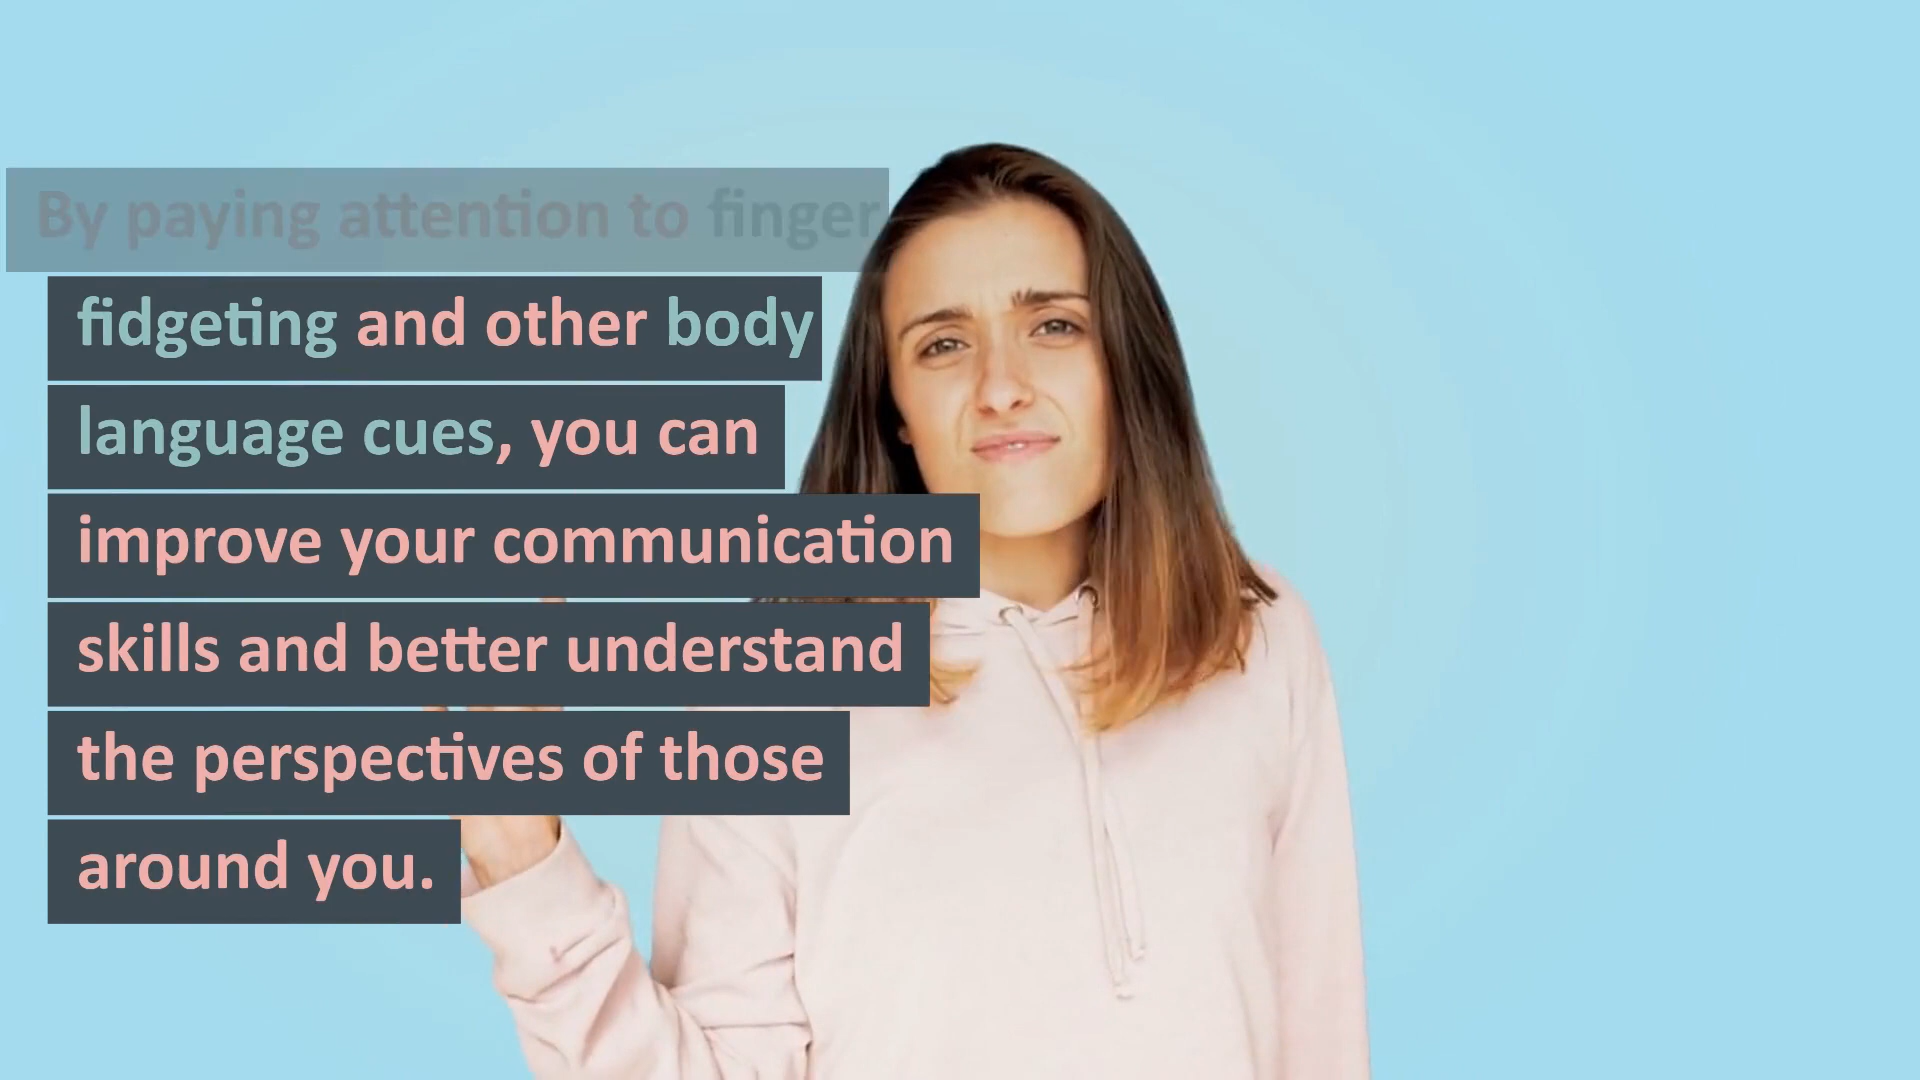 By paying attention to finger
fidgeting and other body
language cues, you can
improve your communication
skills and better understand
the perspectives of those
around you.